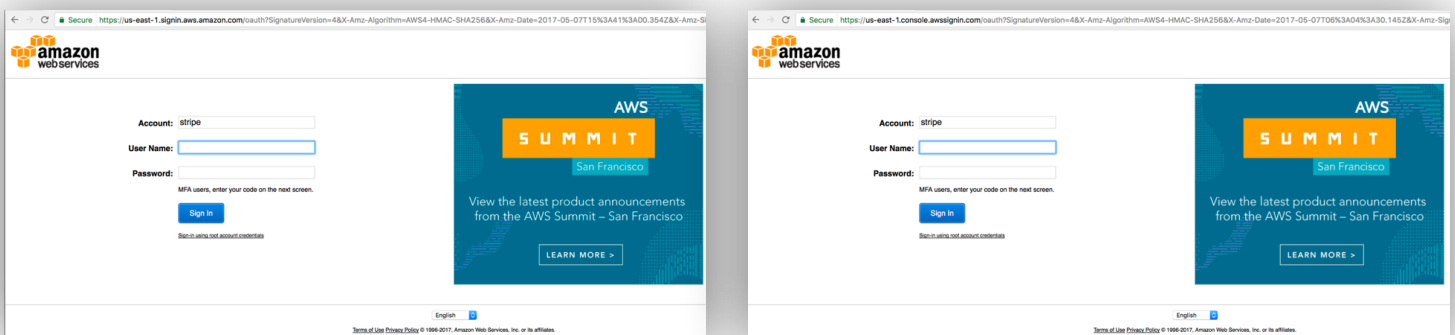 Secure https://us-east-1.signin.aws.amazon.com/oauth?SignatureVersion=4&X-Amz-Algorithm=AWS4-HMAC-SHA256&X-Amz-Date=2017-05-07T15%3A41%3A00.354Z&X-Amz-Si
amazon
web services
Account: stripe
User Name:
Password:
MFA users, enter your code on the next screen.
Sign In
Sign-in using root account credentials
AWS
SUMMIT
San Francisco
View the latest product announcements
from the AWS Summit – San Francisco
LEARN MORE >
English
Terms of Use Privacy Policy © 1996-2017, Amazon Web Services, Inc. or its affiliates.
Secure https://us-east-1.console.awssignin.com/oauth?SignatureVersion=4&X-Amz-Algorithm=AWS4-HMAC-SHA256&X-Amz-Date=2017-05-07T06%3A04%3A30.145Z&X-Amz-Sig
amazon
web services
Account: stripe
User Name:
Password:
MFA users, enter your code on the next screen.
Sign In
Sign-in using root account credentials
AWS
SUMMIT
San Francisco
View the latest product announcements
from the AWS Summit – San Francisco
LEARN MORE >
English
Terms of Use Privacy Policy © 1996-2017, Amazon Web Services, Inc. or its affiliates.